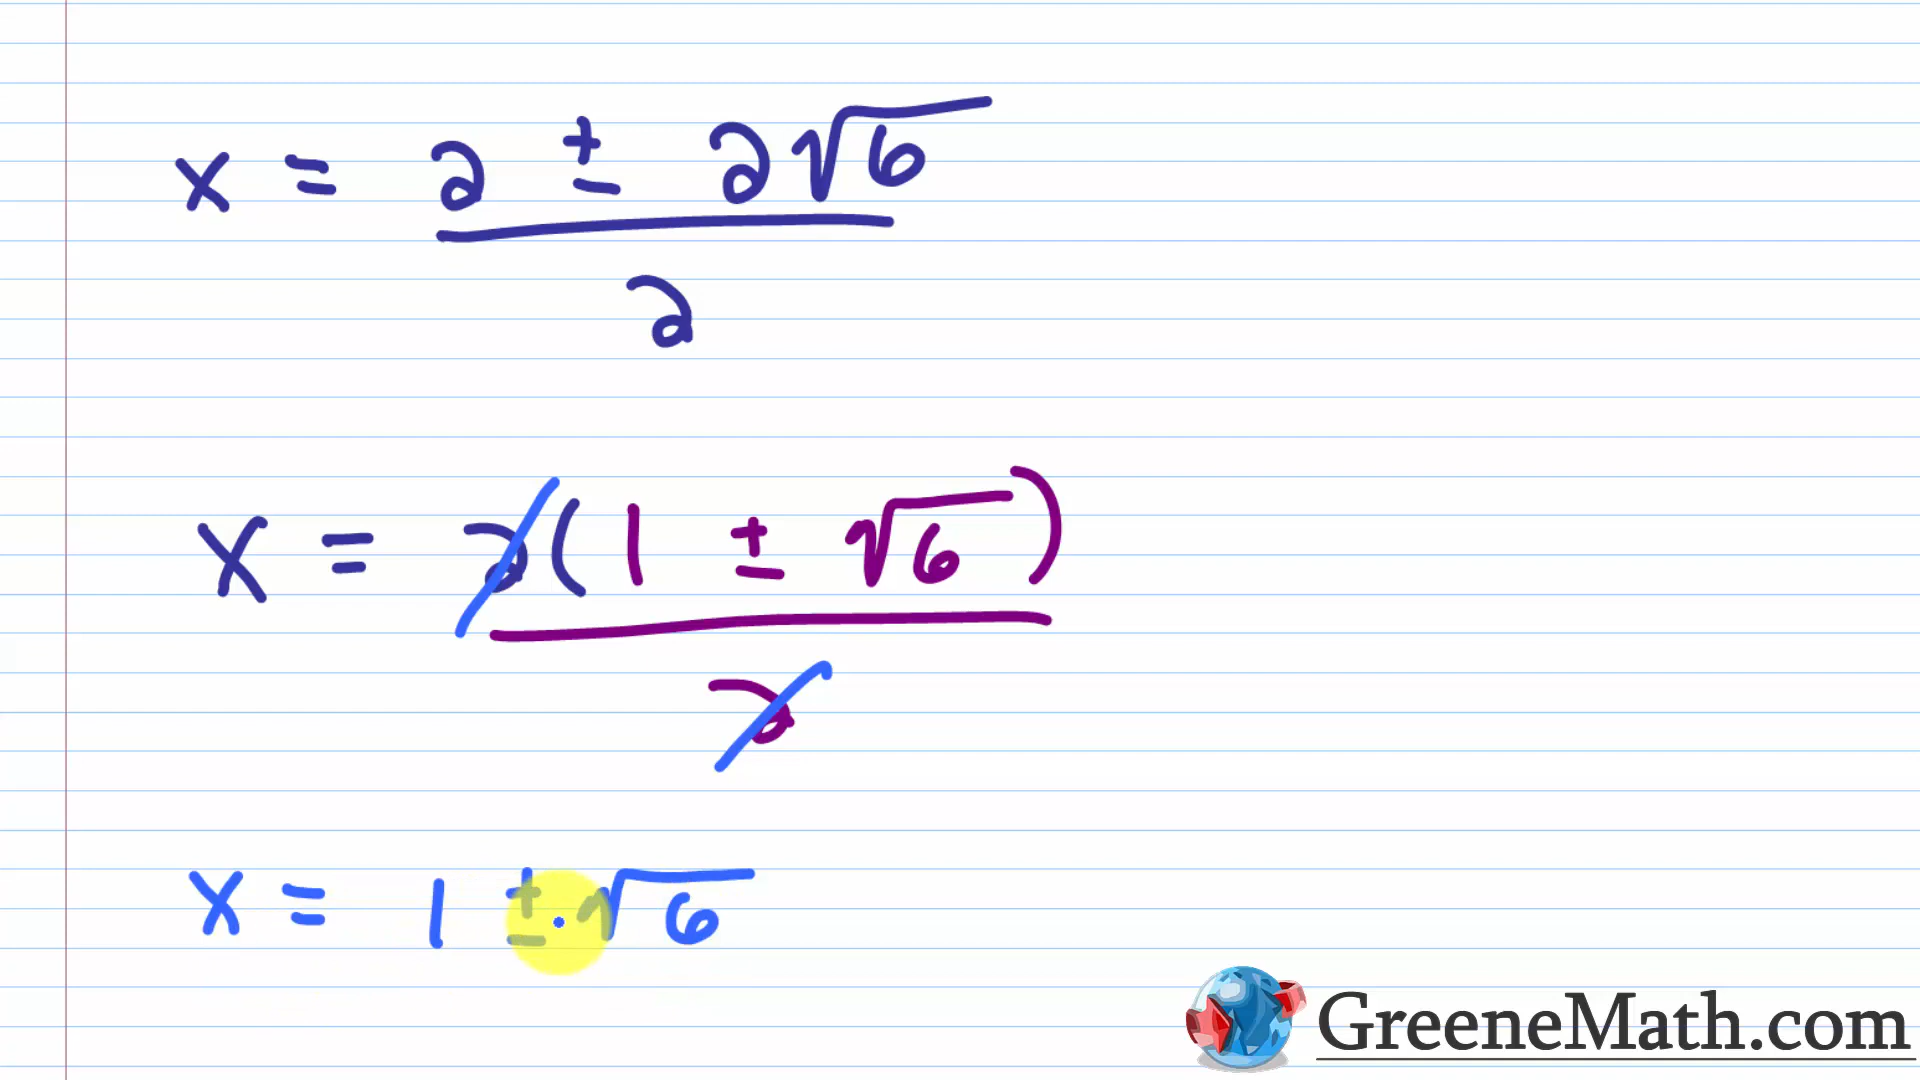 x = 2 ± 2√6
2
x = 2(1 ± √6)
2
x = 1 ± √6
GreeneMath.com